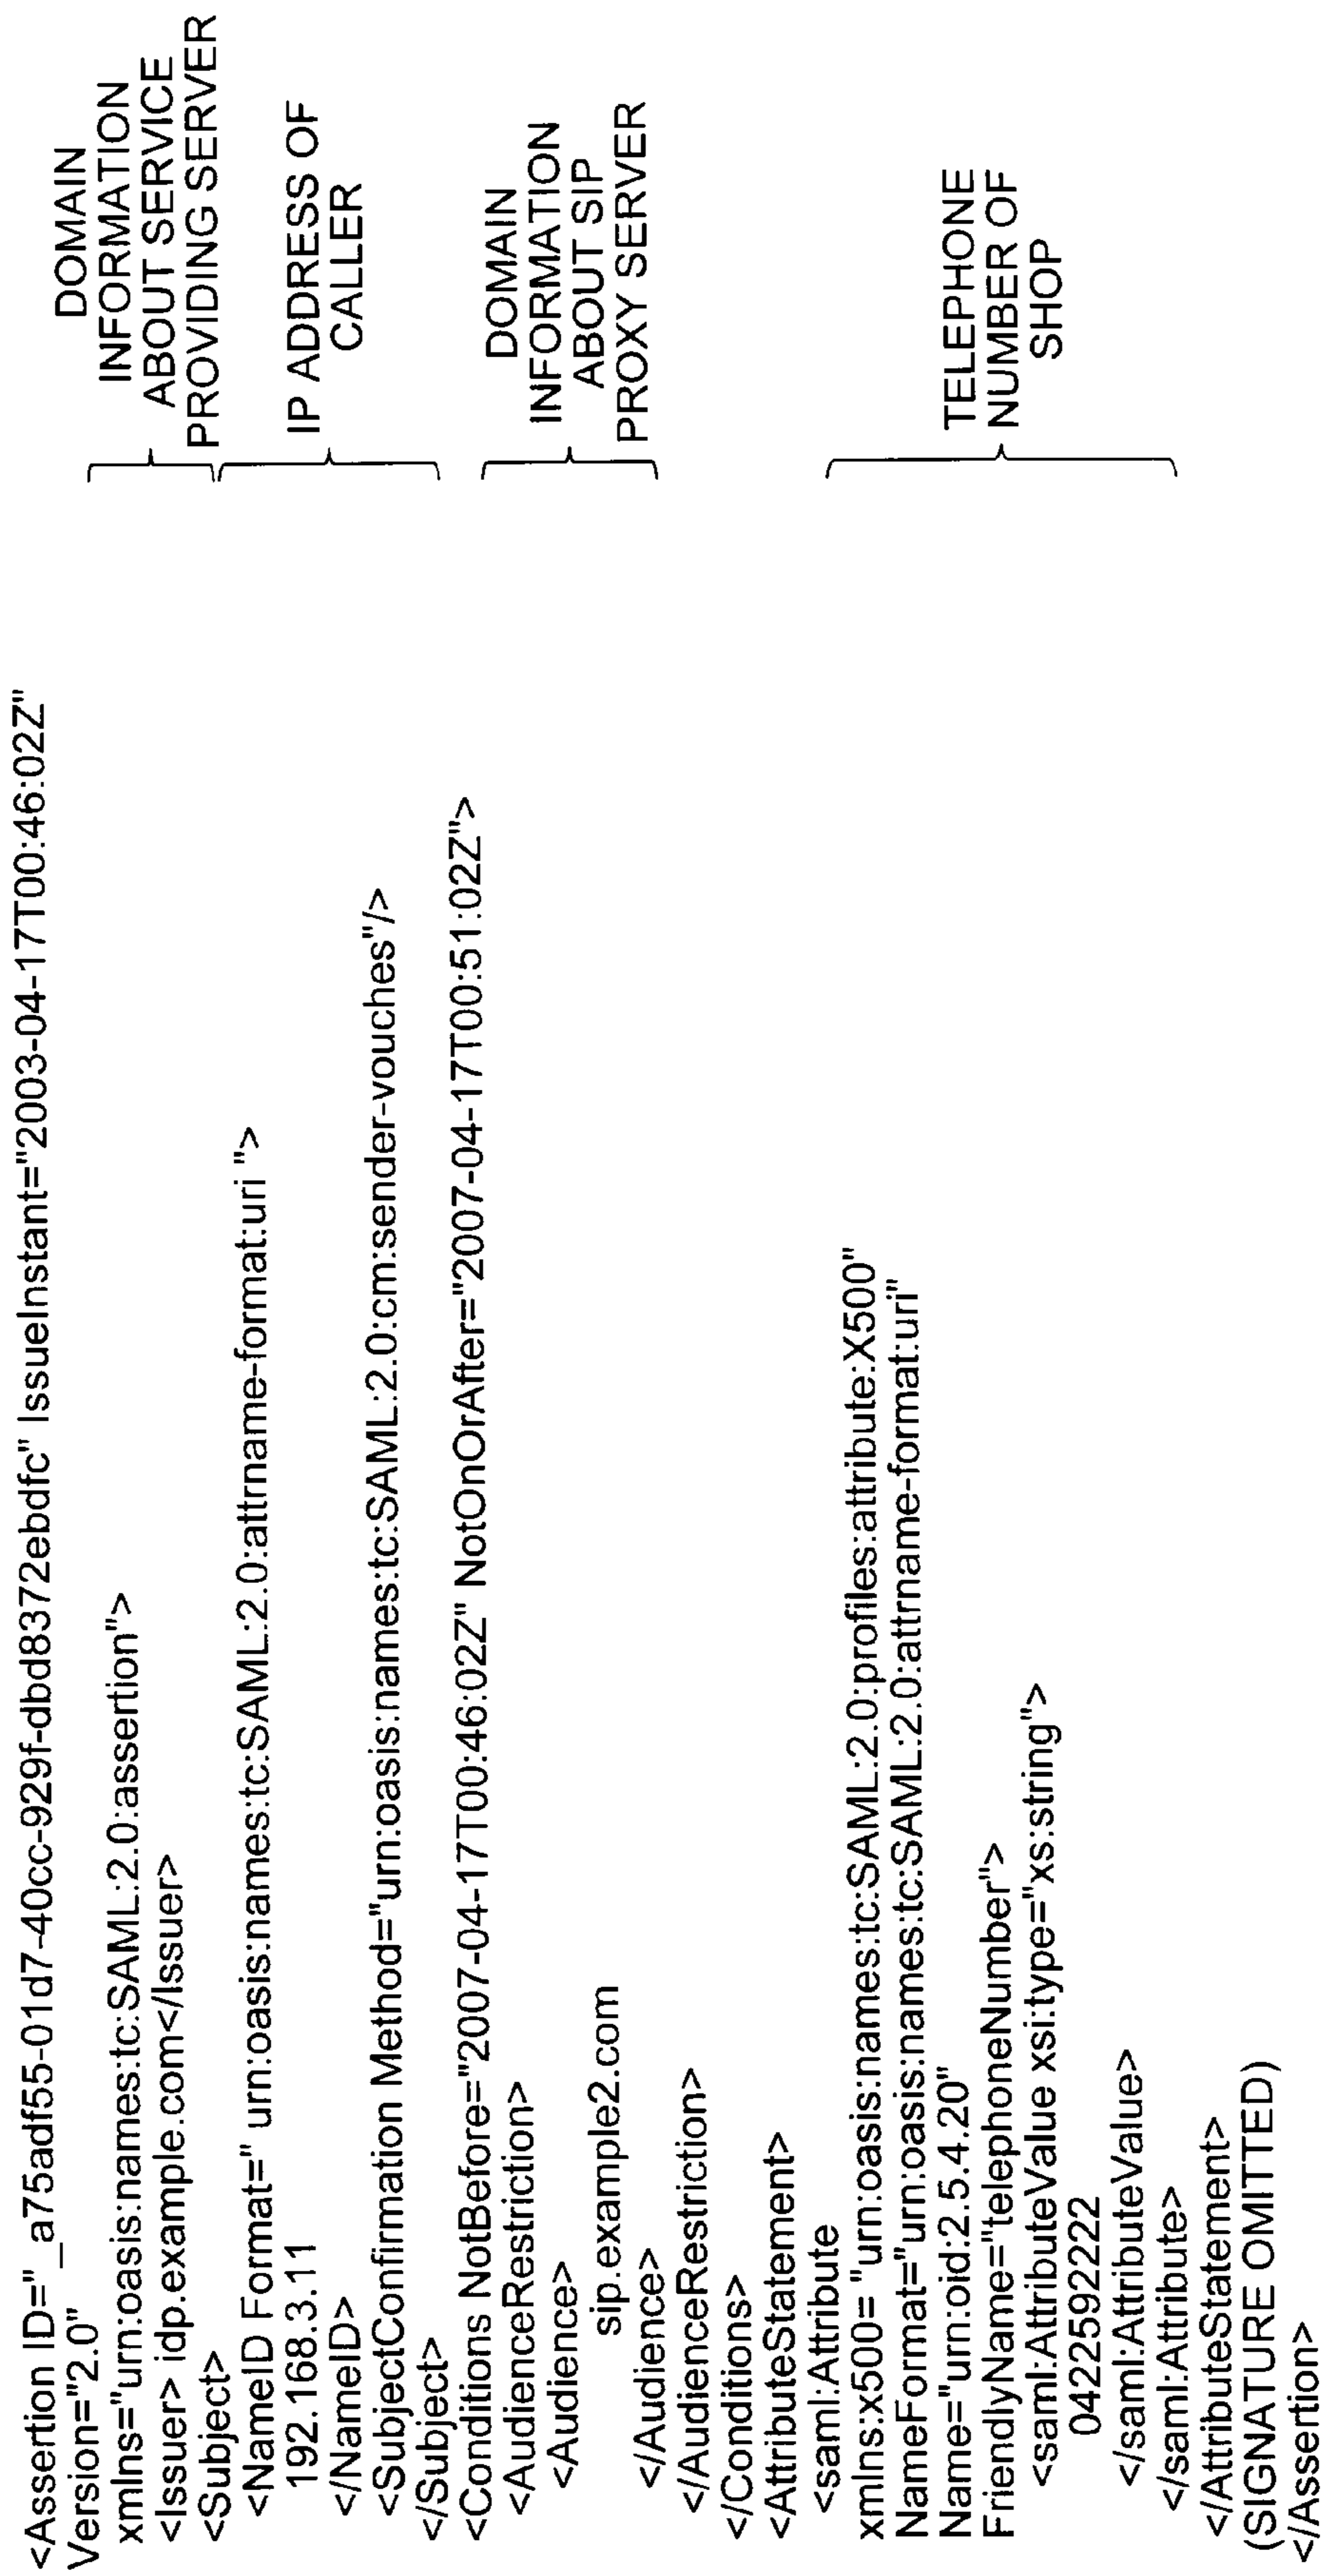 <Assertion ID="_a75adf55-01d7-40cc-929f-dbd8372ebdfc" IssueInstant="2003-04-17T00:46:02Z"
Version="2.0"
xmlns="urn:oasis:names:tc:SAML:2.0:assertion">
<Issuer> idp.example.com</Issuer>
<Subject>
<NameID Format=" urn:oasis:names:tc:SAML:2.0:attrname-format:uri ">
192.168.3.11
</NameID>
<SubjectConfirmation Method="urn:oasis:names:tc:SAML:2.0:cm:sender-vouches"/>
</Subject>
<Conditions NotBefore="2007-04-17T00:46:02Z" NotOnOrAfter="2007-04-17T00:51:02Z">
<AudienceRestriction>
<Audience>
sip.example2.com
</Audience>
</AudienceRestriction>
</Conditions>
<AttributeStatement>
<saml:Attribute
xmlns:x500= "urn:oasis:names:tc:SAML:2.0:profiles:attribute:X500"
NameFormat="urn:oasis:names:tc:SAML:2.0:attrname-format:uri"
Name="urn:oid:2.5.4.20"
FriendlyName="telephoneNumber">
<saml:AttributeValue xsi:type="xs:string">
0422592222
</saml:AttributeValue>
</saml:Attribute>
</AttributeStatement>
(SIGNATURE OMITTED)
</Assertion>
DOMAIN
INFORMATION
ABOUT SERVICE
PROVIDING SERVER
IP ADDRESS OF
CALLER
DOMAIN
INFORMATION
ABOUT SIP
PROXY SERVER
TELEPHONE
NUMBER OF
SHOP